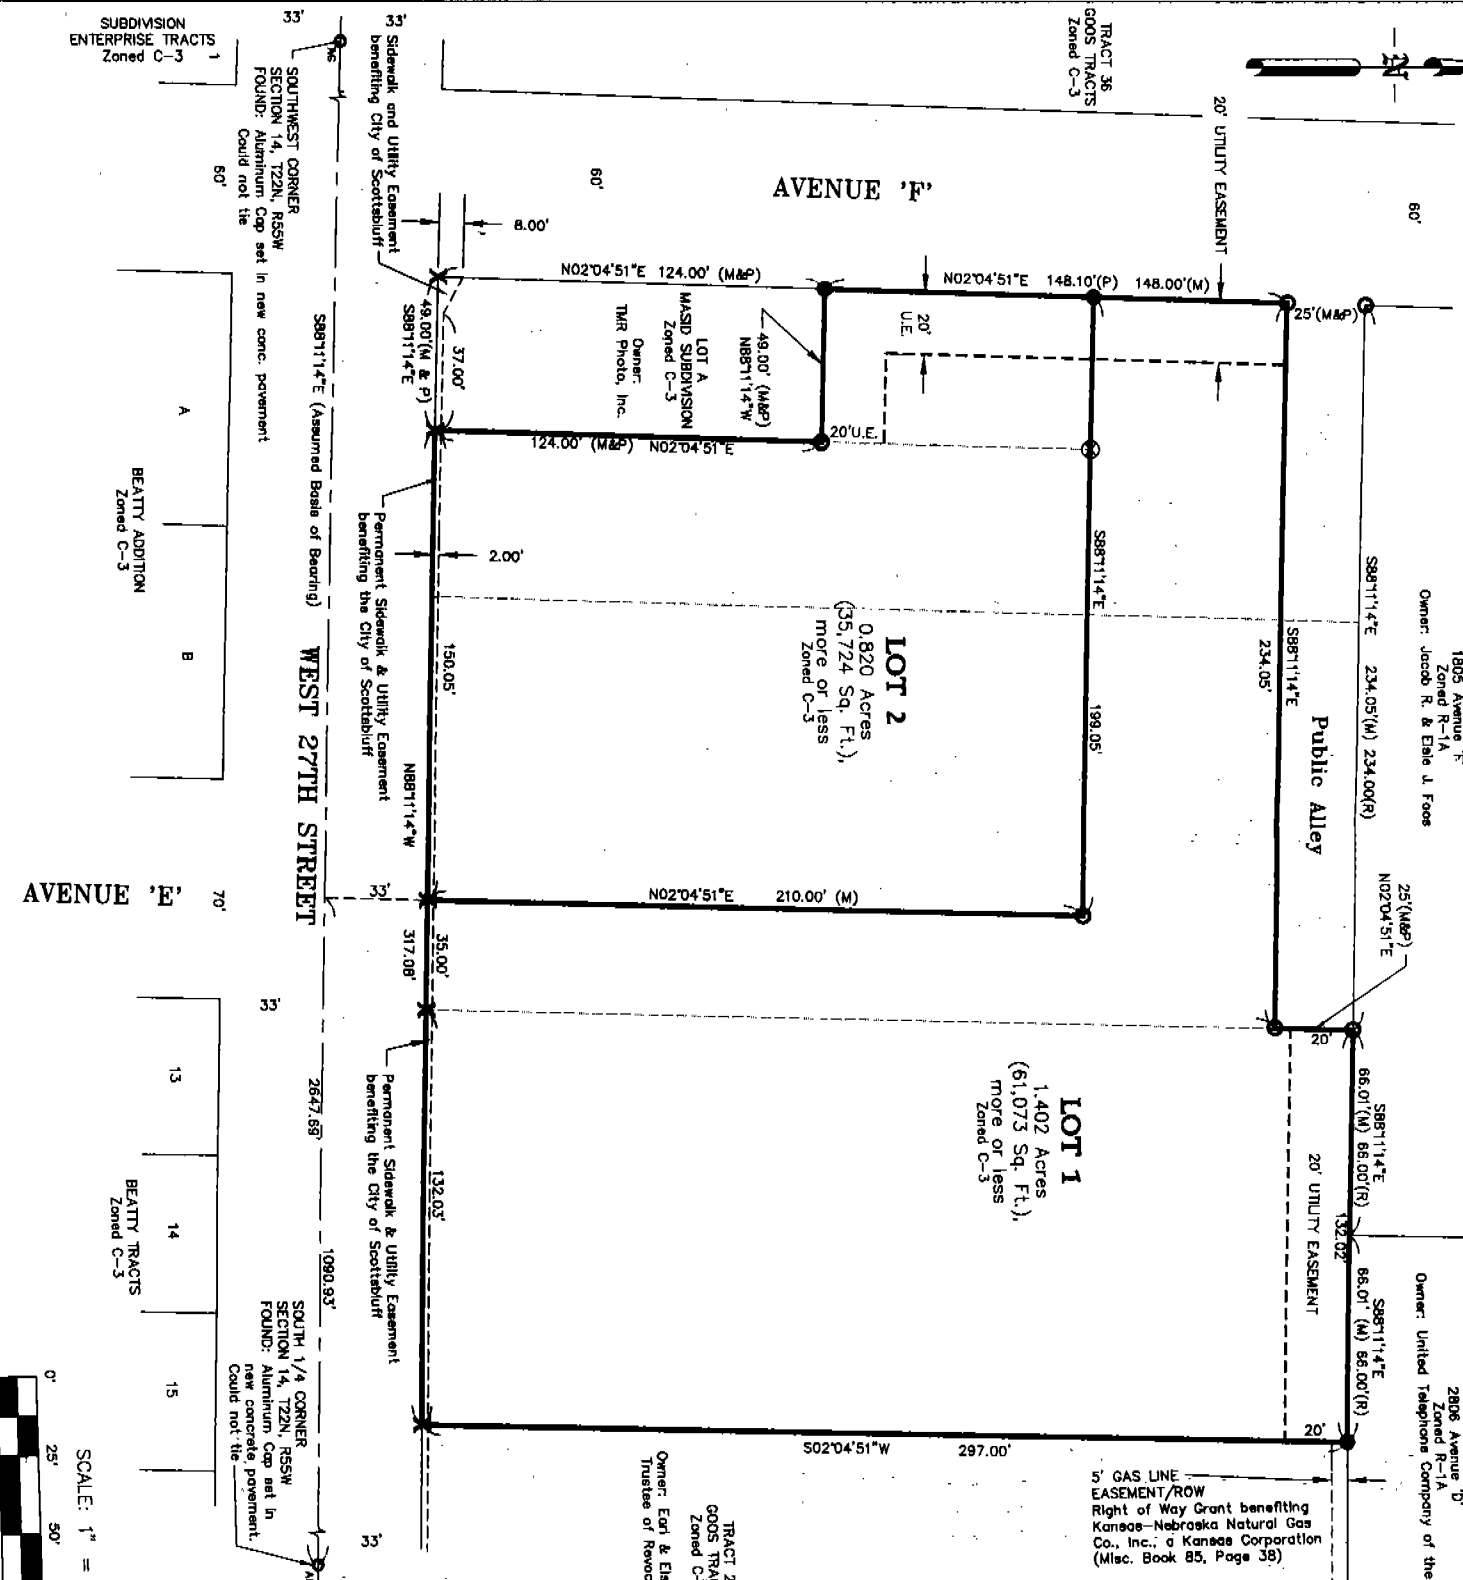 SUBDIVISION
ENTERPRISE TRACTS
Zoned C-3
1
33'
33'
Sidewalk and Utility Easement
benefiting City of Scottsbluff
SOUTHWEST CORNER
SECTION 14, T22N, R55W
FOUND: Aluminum Cap set in new conc. pavement
Could not tie
60'
60'
8.00'
AVENUE 'F'
TRACT 36
GOOS TRACTS
Zoned C-3
N
20' UTILITY EASEMENT
60'
N02°04'51"E 124.00' (M&P)
N02°04'51"E 148.10'(P) 148.00'(M)
25'(M&P)
49.00'(M & P)
S88°11'14"E
37.00'
LOT A
MASID SUBDIVISION
Zoned C-3
Owner:
TMR Photo, Inc.
49.00' (M&P)
N88°11'14"W
20'
U.E.
20'U.E.
124.00' (M&P) N02°04'51"E
S88°11'14"E (Assumed Basis of Bearing)
WEST 27TH STREET
A
B
BEATTY ADDITION
Zoned C-3
Permanent Sidewalk & Utility Easement
benefiting the City of Scottsbluff
2.00'
150.05'
N88°11'14"W
LOT 2
0.820 Acres
(35,724 Sq. Ft.),
more or less
Zoned C-3
S88°11'14"E
199.05'
S88°11'14"E
234.05'
Public Alley
S88°11'14"E 234.05'(M) 234.00'(R)
1805 Avenue 'F'
Zoned R-1A
Owner: Jacob R. & Elsie J. Foos
AVENUE 'E'
70'
33'
N02°04'51"E 210.00' (M)
25'(M&P)
N02°04'51"E
35.00'
317.08'
33'
20'
13
14
15
BEATTY TRACTS
Zoned C-3
2647.69'
1090.93'
Permanent Sidewalk & Utility Easement
benefiting the City of Scottsbluff
132.03'
LOT 1
1.402 Acres
(61,073 Sq. Ft.),
more or less
Zoned C-3
20' UTILITY EASEMENT
S88°11'14"E
66.01'(M) 66.00'(R)
132.02'
S88°11'14"E
66.01' (M) 66.00'(R)
2806 Avenue 'D'
Zoned R-1A
Owner: United Telephone Company of the
SOUTH 1/4 CORNER
SECTION 14, T22N, R55W
FOUND: Aluminum Cap set in
new concrete pavement.
Could not tie
S02°04'51"W 297.00'
20'
5' GAS LINE
EASEMENT/ROW
Right of Way Grant benefiting
Kansas-Nebraska Natural Gas
Co., Inc.; a Kansas Corporation
(Misc. Book 85, Page 38)
33'
Owner: Earl &
Trustee of
TRACT 2
GOOS
Zoned
0'
25'
50'
SCALE: 1" =